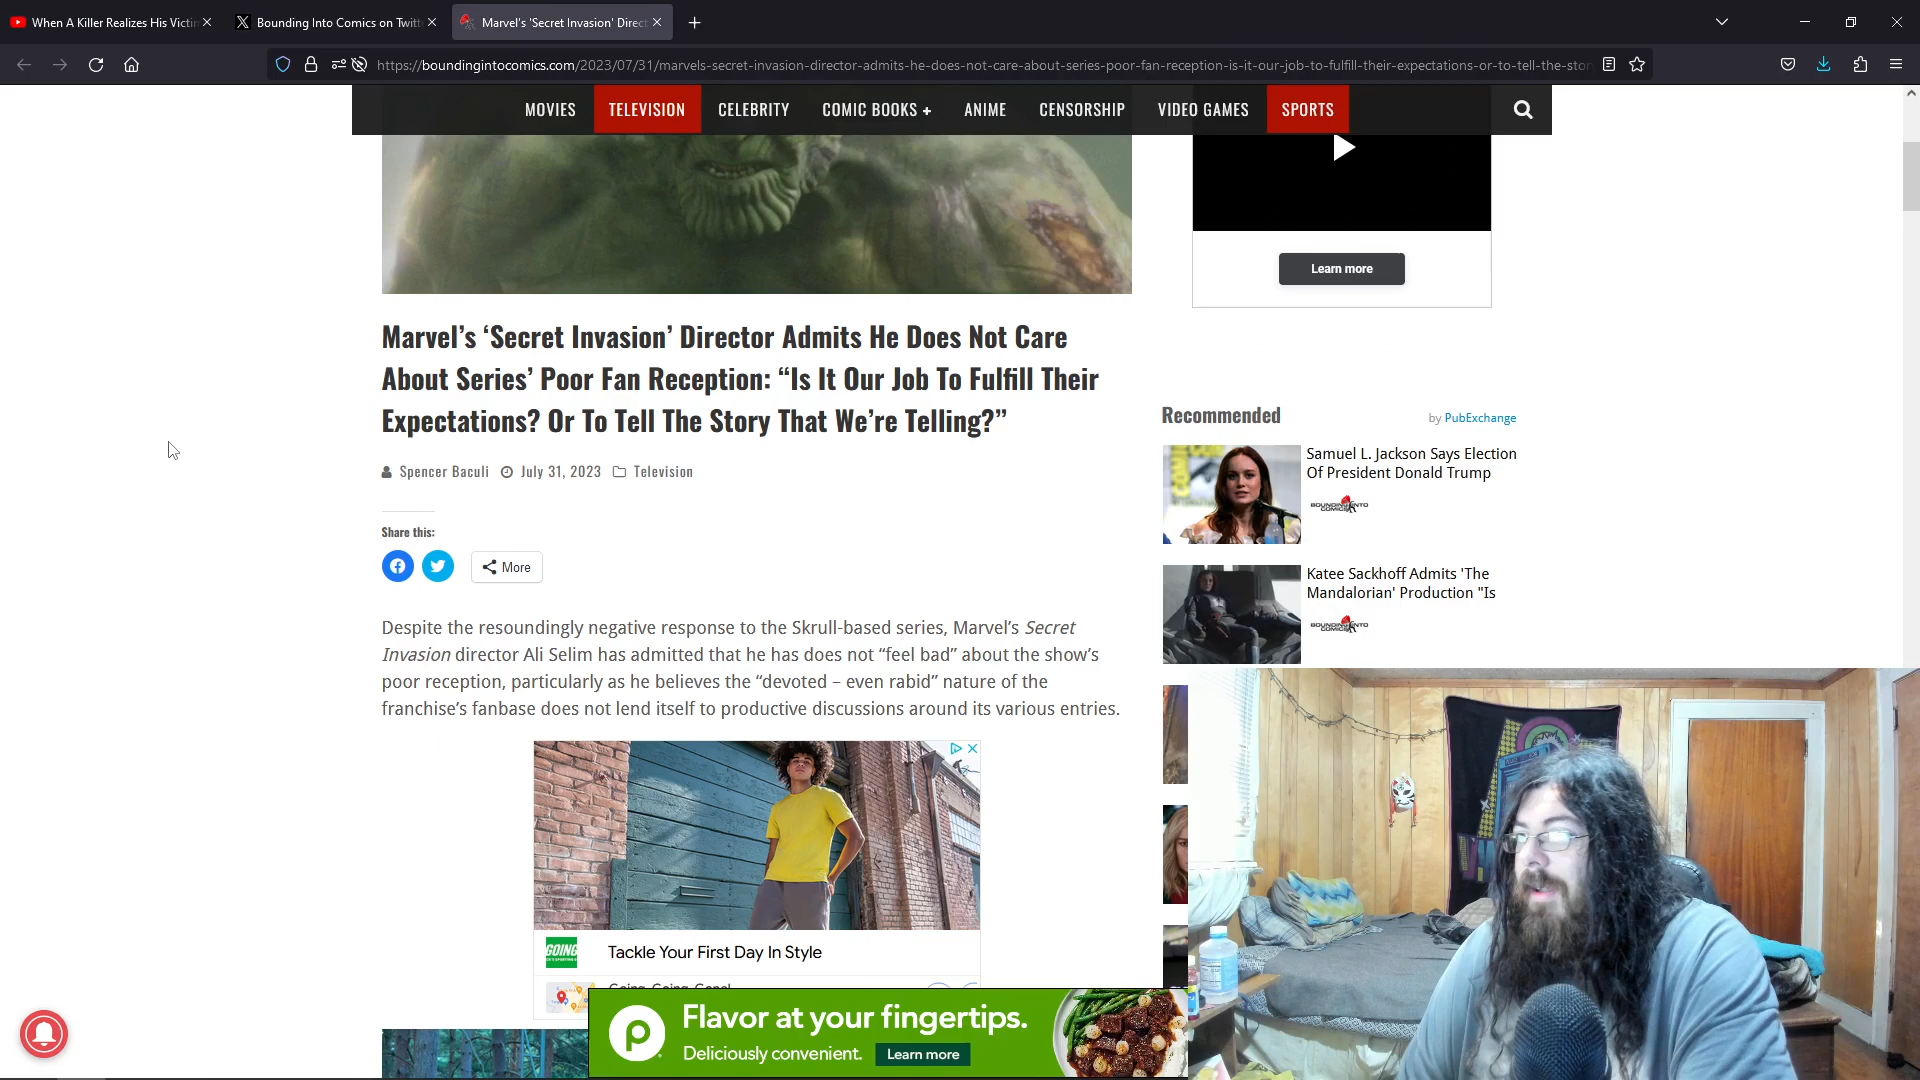 When A Killer Realizes His Victi
Bounding Into Comics on Twitt
Marvel's 'Secret Invasion' Direct
https://boundingintocomics.com/2023/07/31/marvels-secret-invasion-director-admits-he-does-not-care-about-series-poor-fan-reception-is-it-our-job-to-fulfill-their-expectations-or-to-tell-the-stor
MOVIES TELEVISION CELEBRITY COMIC BOOKS + ANIME CENSORSHIP VIDEO GAMES SPORTS
Learn more
Marvel’s ‘Secret Invasion’ Director Admits He Does Not Care
About Series’ Poor Fan Reception: “Is It Our Job To Fulfill Their
Expectations? Or To Tell The Story That We’re Telling?”
Spencer Baculi July 31, 2023 Television
Share this:
More
Despite the resoundingly negative response to the Skrull-based series, Marvel’s Secret
Invasion director Ali Selim has admitted that he has does not “feel bad” about the show’s
poor reception, particularly as he believes the “devoted – even rabid” nature of the
franchise’s fanbase does not lend itself to productive discussions around its various entries.
Recommended
by PubExchange
Samuel L. Jackson Says Election
Of President Donald Trump
BOUNDING INTO
COMICS
Katee Sackhoff Admits 'The
Mandalorian' Production "Is
BOUNDING INTO
COMICS
GOING
Tackle Your First Day In Style
P
Flavor at your fingertips.
Deliciously convenient. Learn more